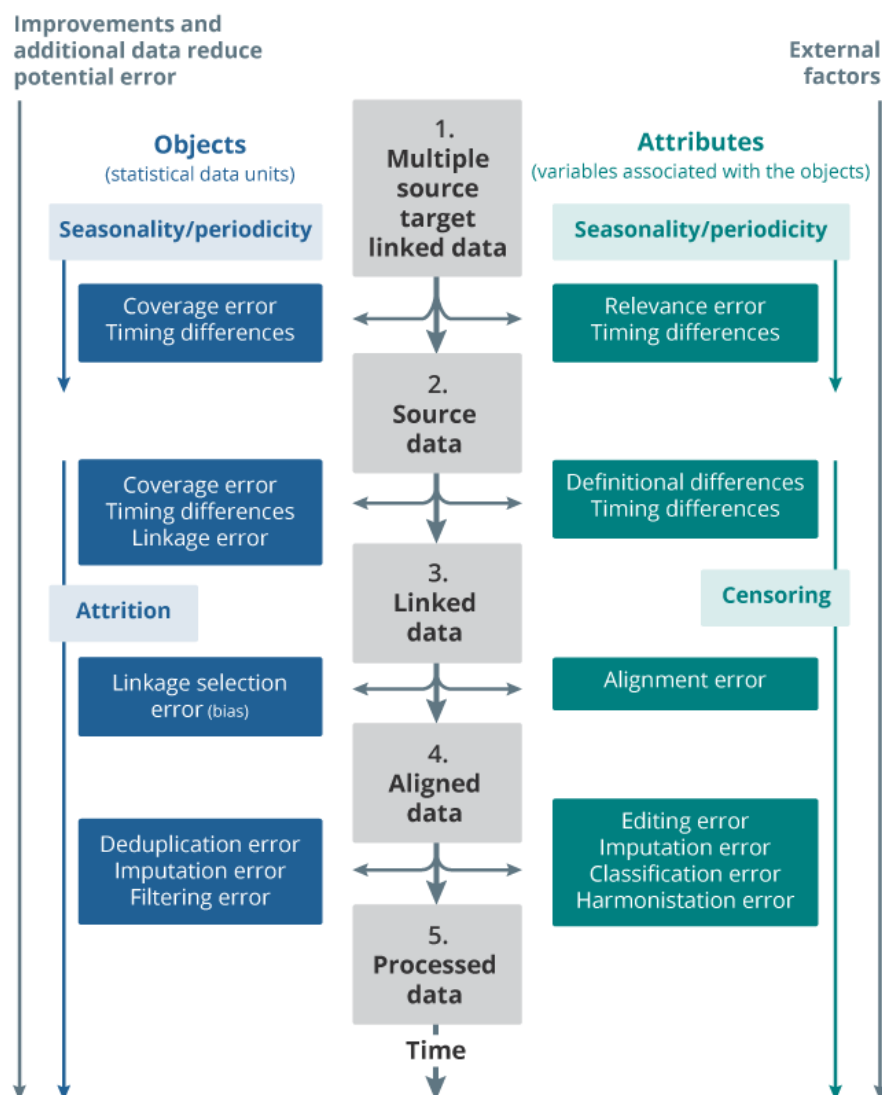 Improvements and
additional data reduce
potential error
External
factors
Objects
(statistical data units)
1.
Multiple
source
target
linked data
Attributes
(variables associated with the objects)
Seasonality/periodicity
Seasonality/periodicity
Coverage error
Timing differences
Relevance error
Timing differences
2.
Source
data
Coverage error
Timing differences
Linkage error
Definitional differences
Timing differences
3.
Linked
data
Attrition
Censoring
Linkage selection
error (bias)
Alignment error
4.
Aligned
data
Deduplication error
Imputation error
Filtering error
Editing error
Imputation error
Classification error
Harmonistation error
5.
Processed
data
Time